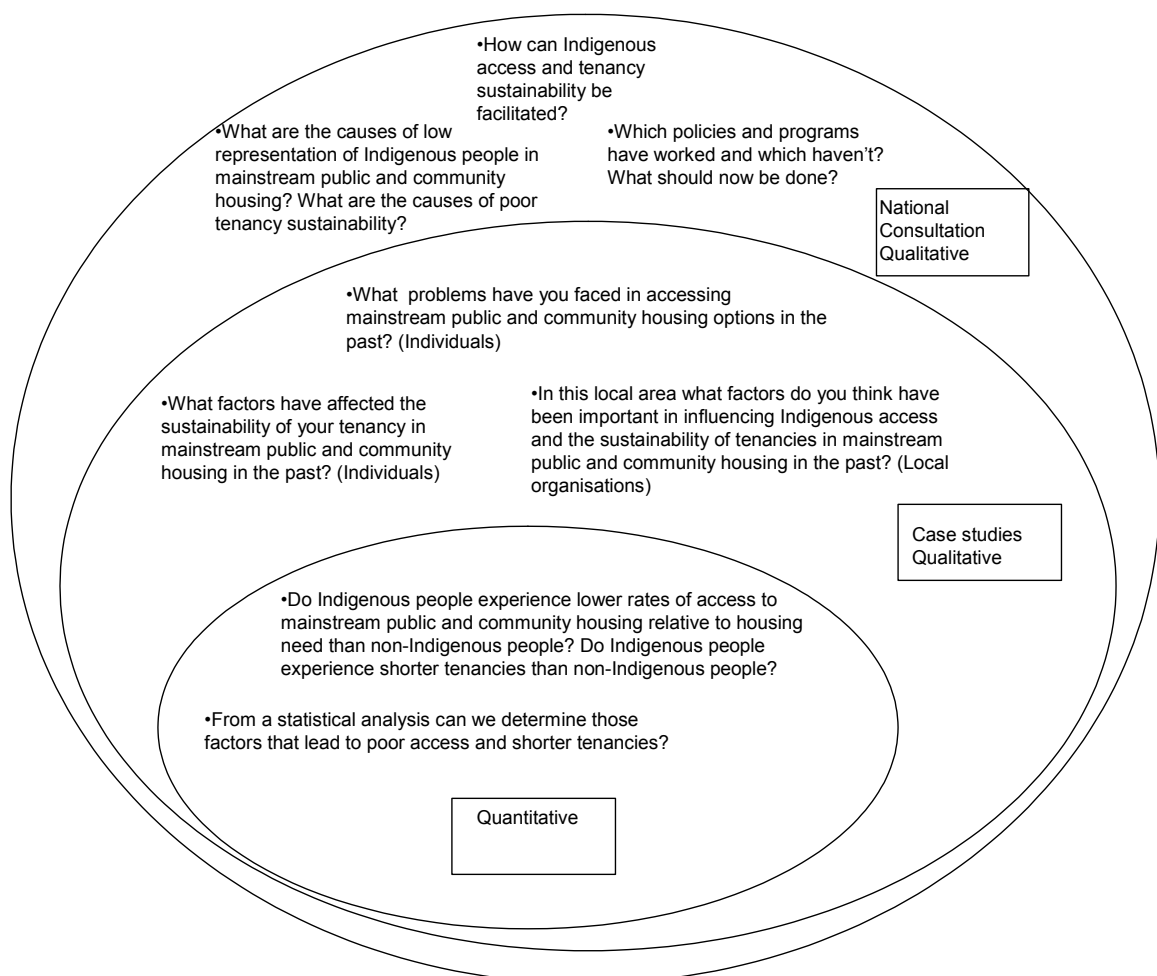 •How can Indigenous
access and tenancy
sustainability be
facilitated?
•What are the causes of low
representation of Indigenous people in
mainstream public and community
housing? What are the causes of poor
tenancy sustainability?
•Which policies and programs
have worked and which haven’t?
What should now be done?
National
Consultation
Qualitative
•What problems have you faced in accessing
mainstream public and community housing options in the
past? (Individuals)
•What factors have affected the
sustainability of your tenancy in
mainstream public and community
housing in the past? (Individuals)
•In this local area what factors do you think have
been important in influencing Indigenous access
and the sustainability of tenancies in mainstream
public and community housing in the past? (Local
organisations)
Case studies
Qualitative
•Do Indigenous people experience lower rates of access to
mainstream public and community housing relative to housing
need than non-Indigenous people? Do Indigenous people
experience shorter tenancies than non-Indigenous people?
•From a statistical analysis can we determine those
factors that lead to poor access and shorter tenancies?
Quantitative